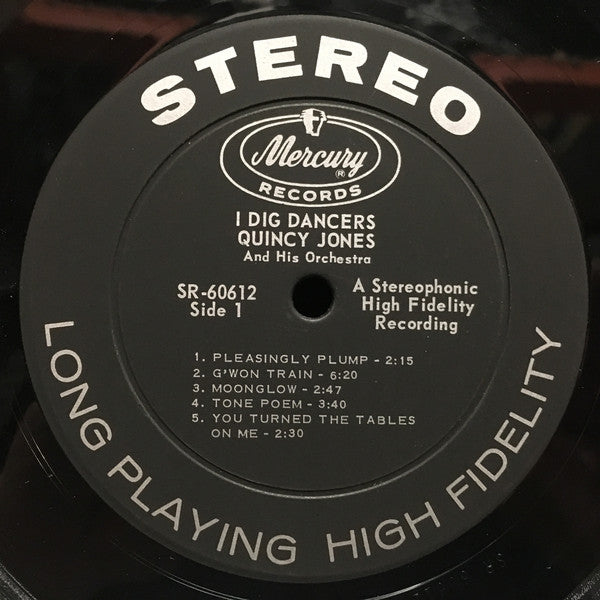 STEREO
Mercury
®
RECORDS
I DIG DANCERS
QUINCY JONES
And His Orchestra
SR-60612
Side 1
A Stereophonic
High Fidelity
Recording
1. PLEASINGLY PLUMP - 2:15
2. G'WON TRAIN - 6:20
3. MOONGLOW - 2:47
4. TONE POEM - 3:40
5. YOU TURNED THE TABLES
ON ME - 2:30
LONG PLAYING HIGH FIDELITY